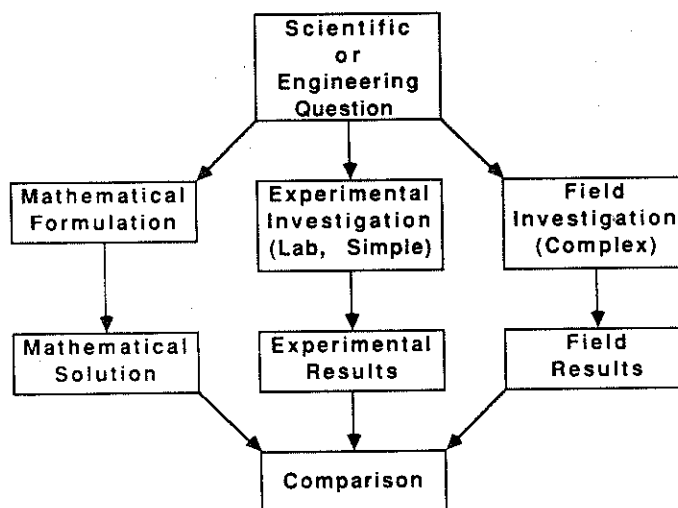 Scientific
or
Engineering
Question
Mathematical
Formulation
Experimental
Investigation
(Lab, Simple)
Field
Investigation
(Complex)
Mathematical
Solution
Experimental
Results
Field
Results
Comparison